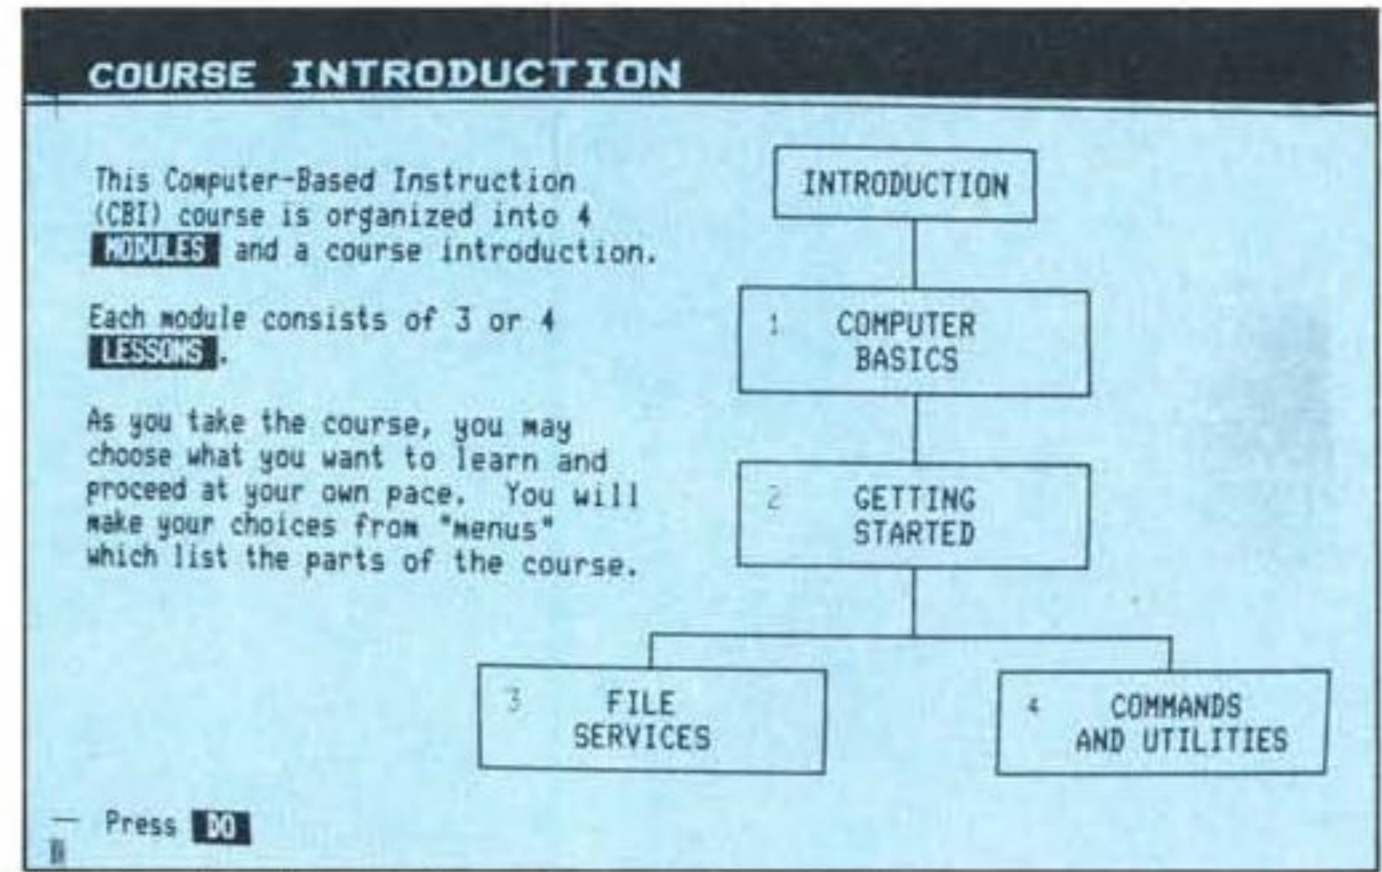 COURSE INTRODUCTION
This Computer-Based Instruction
(CBI) course is organized into 4
MODULES and a course introduction.
Each module consists of 3 or 4
LESSONS.
As you take the course, you may
choose what you want to learn and
proceed at your own pace. You will
make your choices from "menus"
which list the parts of the course.
INTRODUCTION
1 COMPUTER
BASICS
2 GETTING
STARTED
3 FILE
SERVICES
4 COMMANDS
AND UTILITIES
Press DO